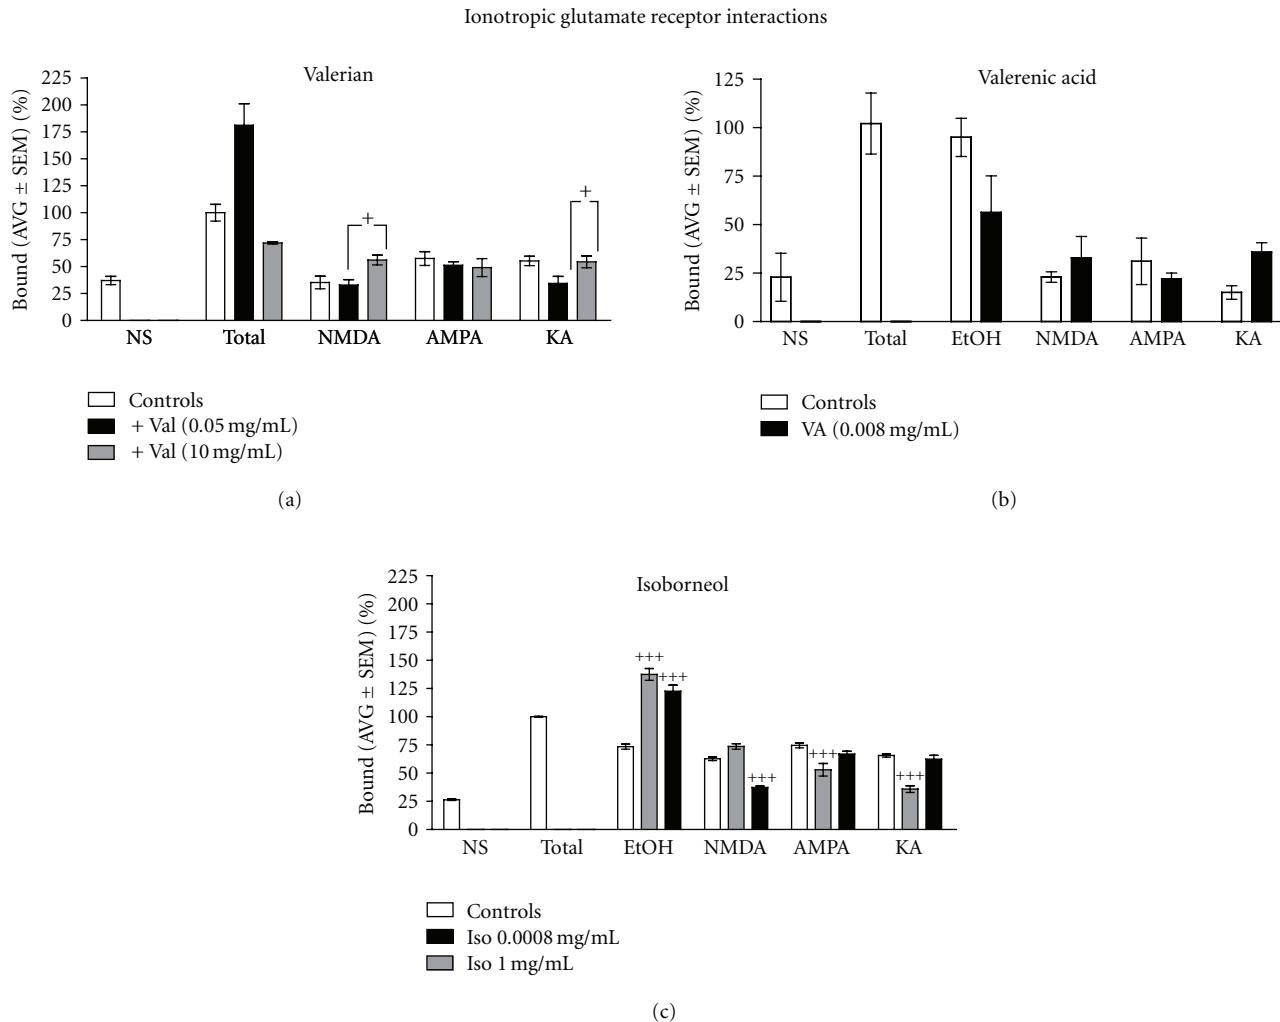 Ionotropic glutamate receptor interactions
Valerian
Bound (AVG ± SEM) (%)
225
200
175
150
125
100
75
50
25
0
+
+
NS Total NMDA AMPA KA
Controls
+ Val (0.05 mg/mL)
+ Val (10 mg/mL)
(a)
Valerenic acid
Bound (AVG ± SEM) (%)
125
100
75
50
25
0
NS Total EtOH NMDA AMPA KA
Controls
VA (0.008 mg/mL)
(b)
Isoborneol
Bound (AVG ± SEM) (%)
225
200
175
150
125
100
75
50
25
0
+++
+++
+++
+++
+++
NS Total EtOH NMDA AMPA KA
Controls
Iso 0.0008 mg/mL
Iso 1 mg/mL
(c)